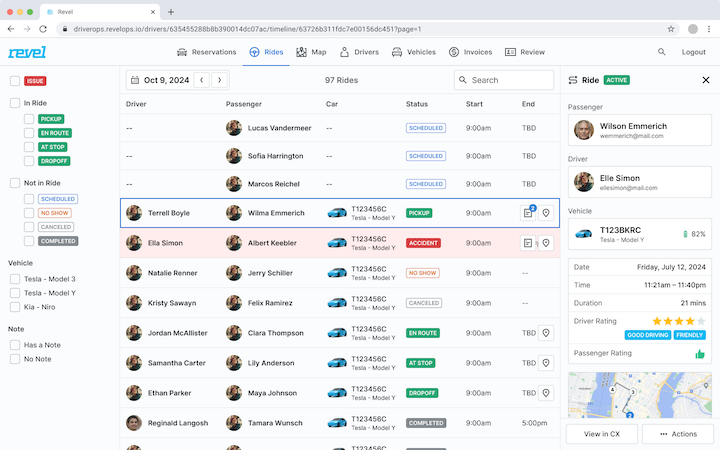 Revel
driverops.revelops.io/drivers/635455288b8b390014dc07ac/timeline/63726b311fdc7e00156dc451?page=1
revel
Reservations
Rides
Map
Drivers
Vehicles
Invoices
Review
Logout
ISSUE
In Ride
PICKUP
EN ROUTE
AT STOP
DROPOFF
Not in Ride
SCHEDULED
NO SHOW
CANCELED
COMPLETED
Vehicle
Tesla - Model 3
Tesla - Model Y
Kia - Niro
Note
Has a Note
No Note
Oct 9, 2024
97 Rides
Search
Driver Passenger Car Status Start End
-- Lucas Vandermeer -- SCHEDULED 9:00am TBD
-- Sofia Harrington -- SCHEDULED 9:00am TBD
-- Marcos Reichel -- SCHEDULED 9:00am TBD
Terrell Boyle Wilma Emmerich T123456C PICKUP 9:00am 2
Tesla - Model Y
Ella Simon Albert Keebler T123456C ACCIDENT 9:00am
Tesla - Model Y
Natalie Renner Jerry Schiller T123456C NO SHOW 9:00am --
Tesla - Model Y
Kristy Sawayn Felix Ramirez T123456C CANCELED 9:00am --
Tesla - Model Y
Jordan McAllister Clara Thompson T123456C EN ROUTE 9:00am TBD
Tesla - Model Y
Samantha Carter Lily Anderson T123456C AT STOP 9:00am TBD
Tesla - Model Y
Ethan Parker Maya Johnson T123456C DROPOFF 9:00am TBD
Tesla - Model Y
Reginald Langosh Tamara Wunsch T123456C COMPLETED 9:00am 5:00pm
Tesla - Model Y
T123456C
Ride ACTIVE
Passenger
Wilson Emmerich
wemmerich@mail.com
Driver
Elle Simon
ellesimon@mail.com
Vehicle
T123BKRC
Tesla - Model Y
82%
Date Friday, July 12, 2024
Time 11:21am – 11:40pm
Duration 21 mins
Driver Rating
GOOD DRIVING FRIENDLY
Passenger Rating
View in CX
Actions